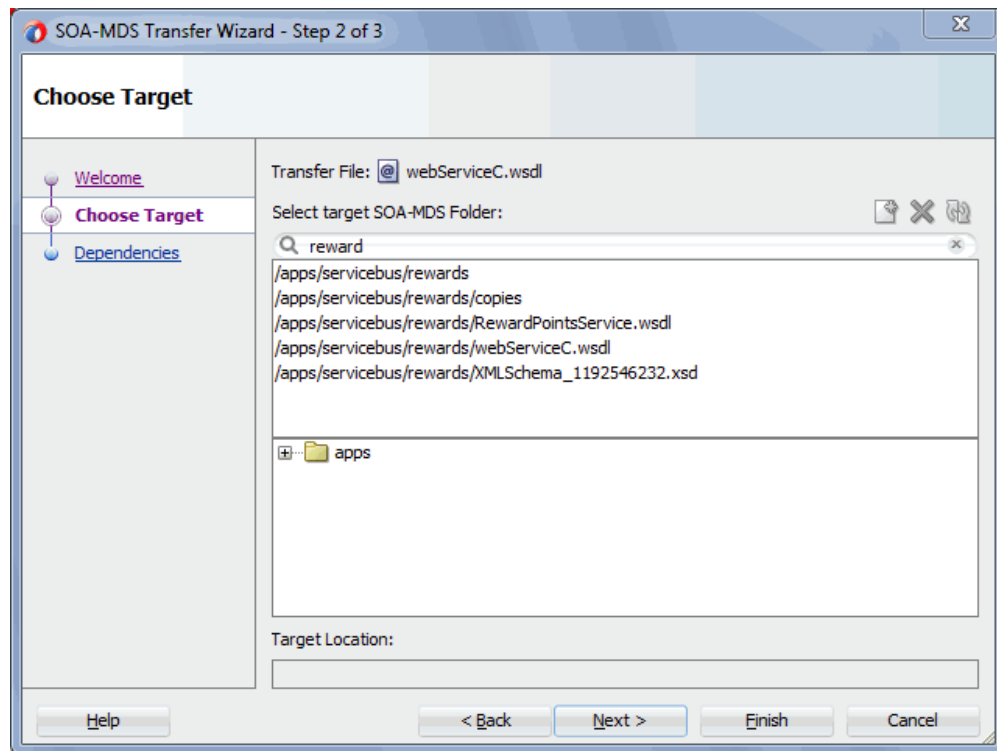 SOA-MDS Transfer Wizard - Step 2 of 3
Choose Target
Welcome
Choose Target
Dependencies
Transfer File: webServiceC.wsdl
Select target SOA-MDS Folder:
reward
/apps/servicebus/rewards
/apps/servicebus/rewards/copies
/apps/servicebus/rewards/RewardPointsService.wsdl
/apps/servicebus/rewards/webServiceC.wsdl
/apps/servicebus/rewards/XMLSchema_1192546232.xsd
apps
Target Location:
Help
< Back
Next >
Finish
Cancel